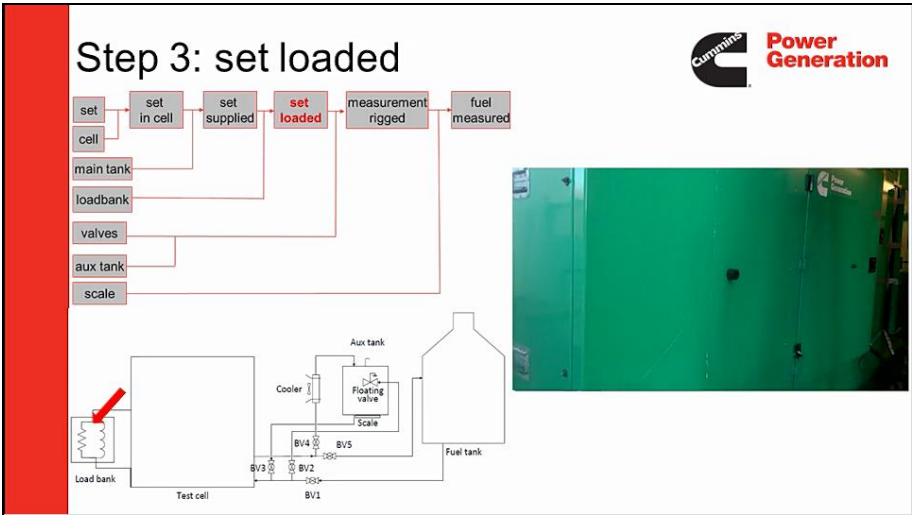 Step 3: set loaded
Cummins
Power
Generation
set
set
in cell
set
supplied
set
loaded
measurement
rigged
fuel
measured
cell
main tank
loadbank
valves
aux tank
scale
Power
Generation
Aux tank
Cooler
Floating
valve
Scale
BV4
BV5
Fuel tank
BV3
BV2
Load bank
Test cell
BV1